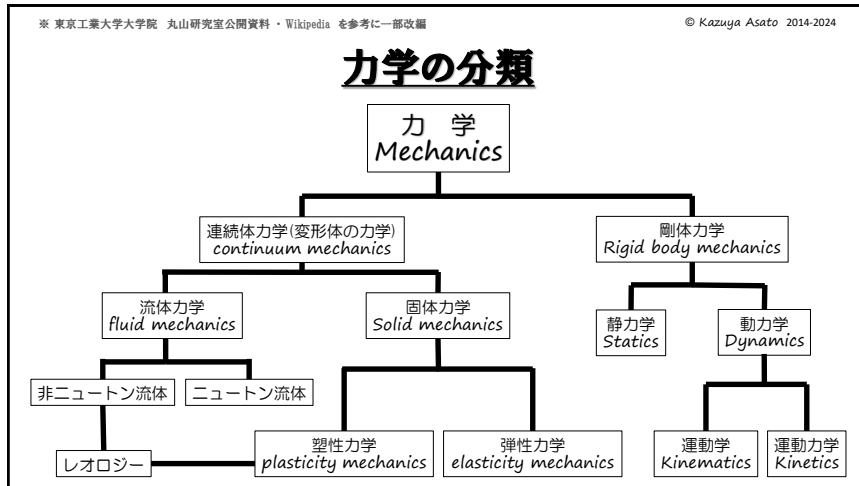 ※ 東京工業大学大学院 丸山研究室公開資料 ・ Wikipedia を参考に一部改編
© Kazuya Asato 2014-2024
力学の分類
力 学
Mechanics
連続体力学(変形体の力学)
continuum mechanics
剛体力学
Rigid body mechanics
流体力学
fluid mechanics
固体力学
Solid mechanics
静力学
Statics
動力学
Dynamics
非ニュートン流体
ニュートン流体
レオロジー
塑性力学
plasticity mechanics
弾性力学
elasticity mechanics
運動学
Kinematics
運動力学
Kinetics